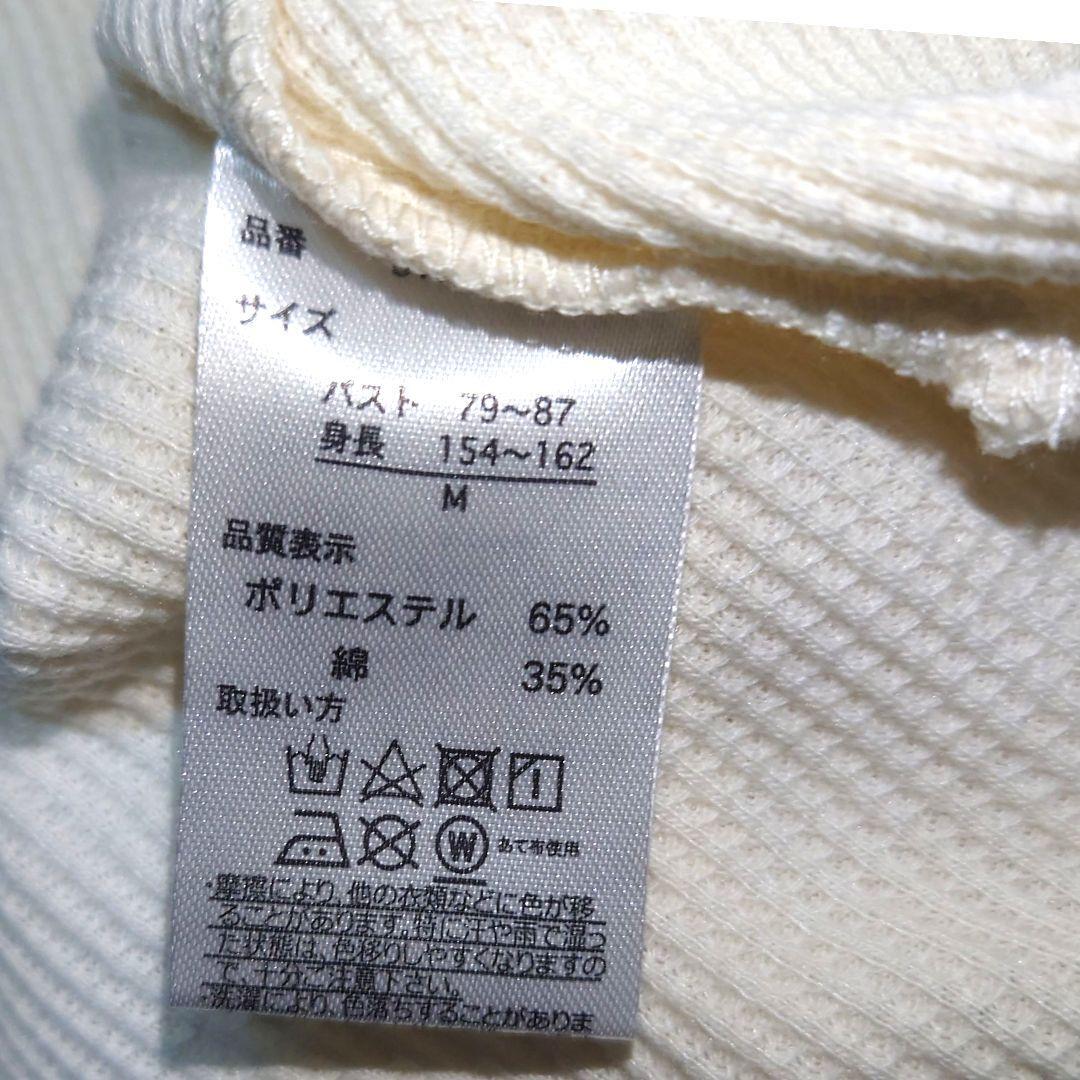 品番
サイズ
バスト 79～87
身長 154～162
M
品質表示
ポリエステル 65%
綿 35%
取扱い方
W あて布使用
・摩擦により,他の衣類などに色が移
ることがあります。特に汗や雨で湿っ
た状態は、色移りしやすくなりますの
で、十分ご注意下さい。
・洗濯により、色落ちすることがありま